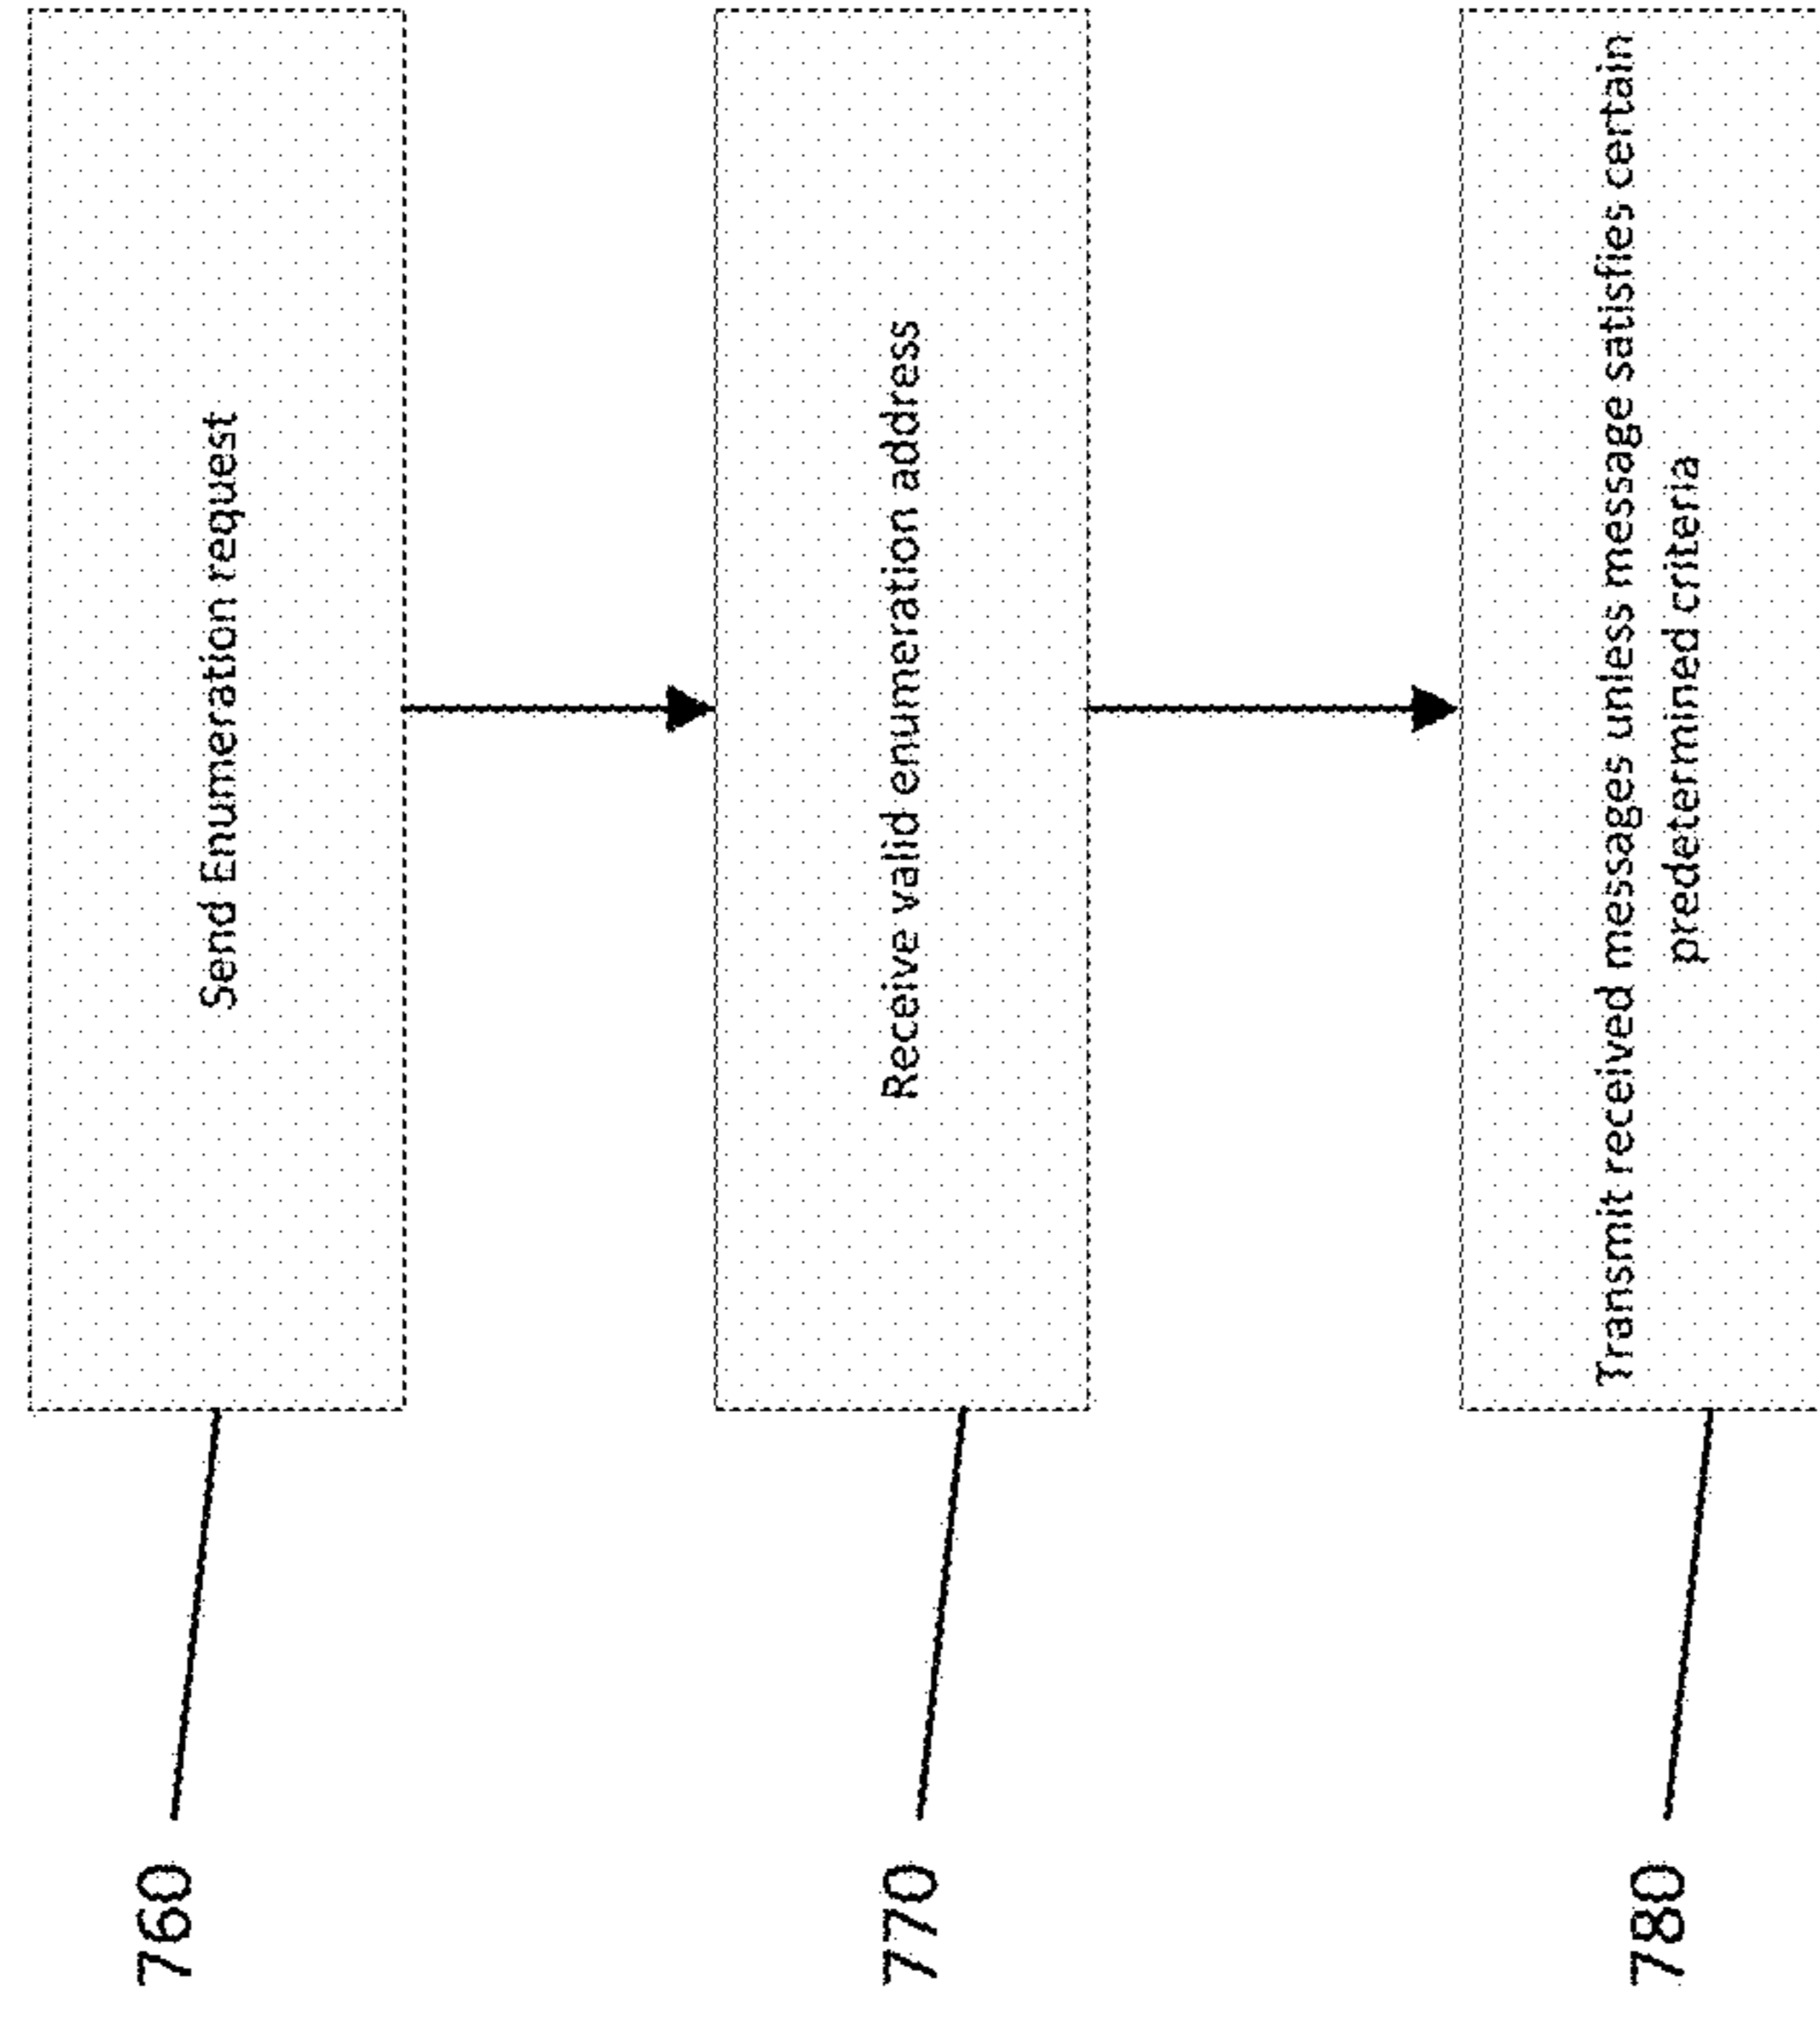 760
Send Enumeration request
770
Receive valid enumeration address
780
Transmit received messages unless message satisfies certain
predetermined criteria